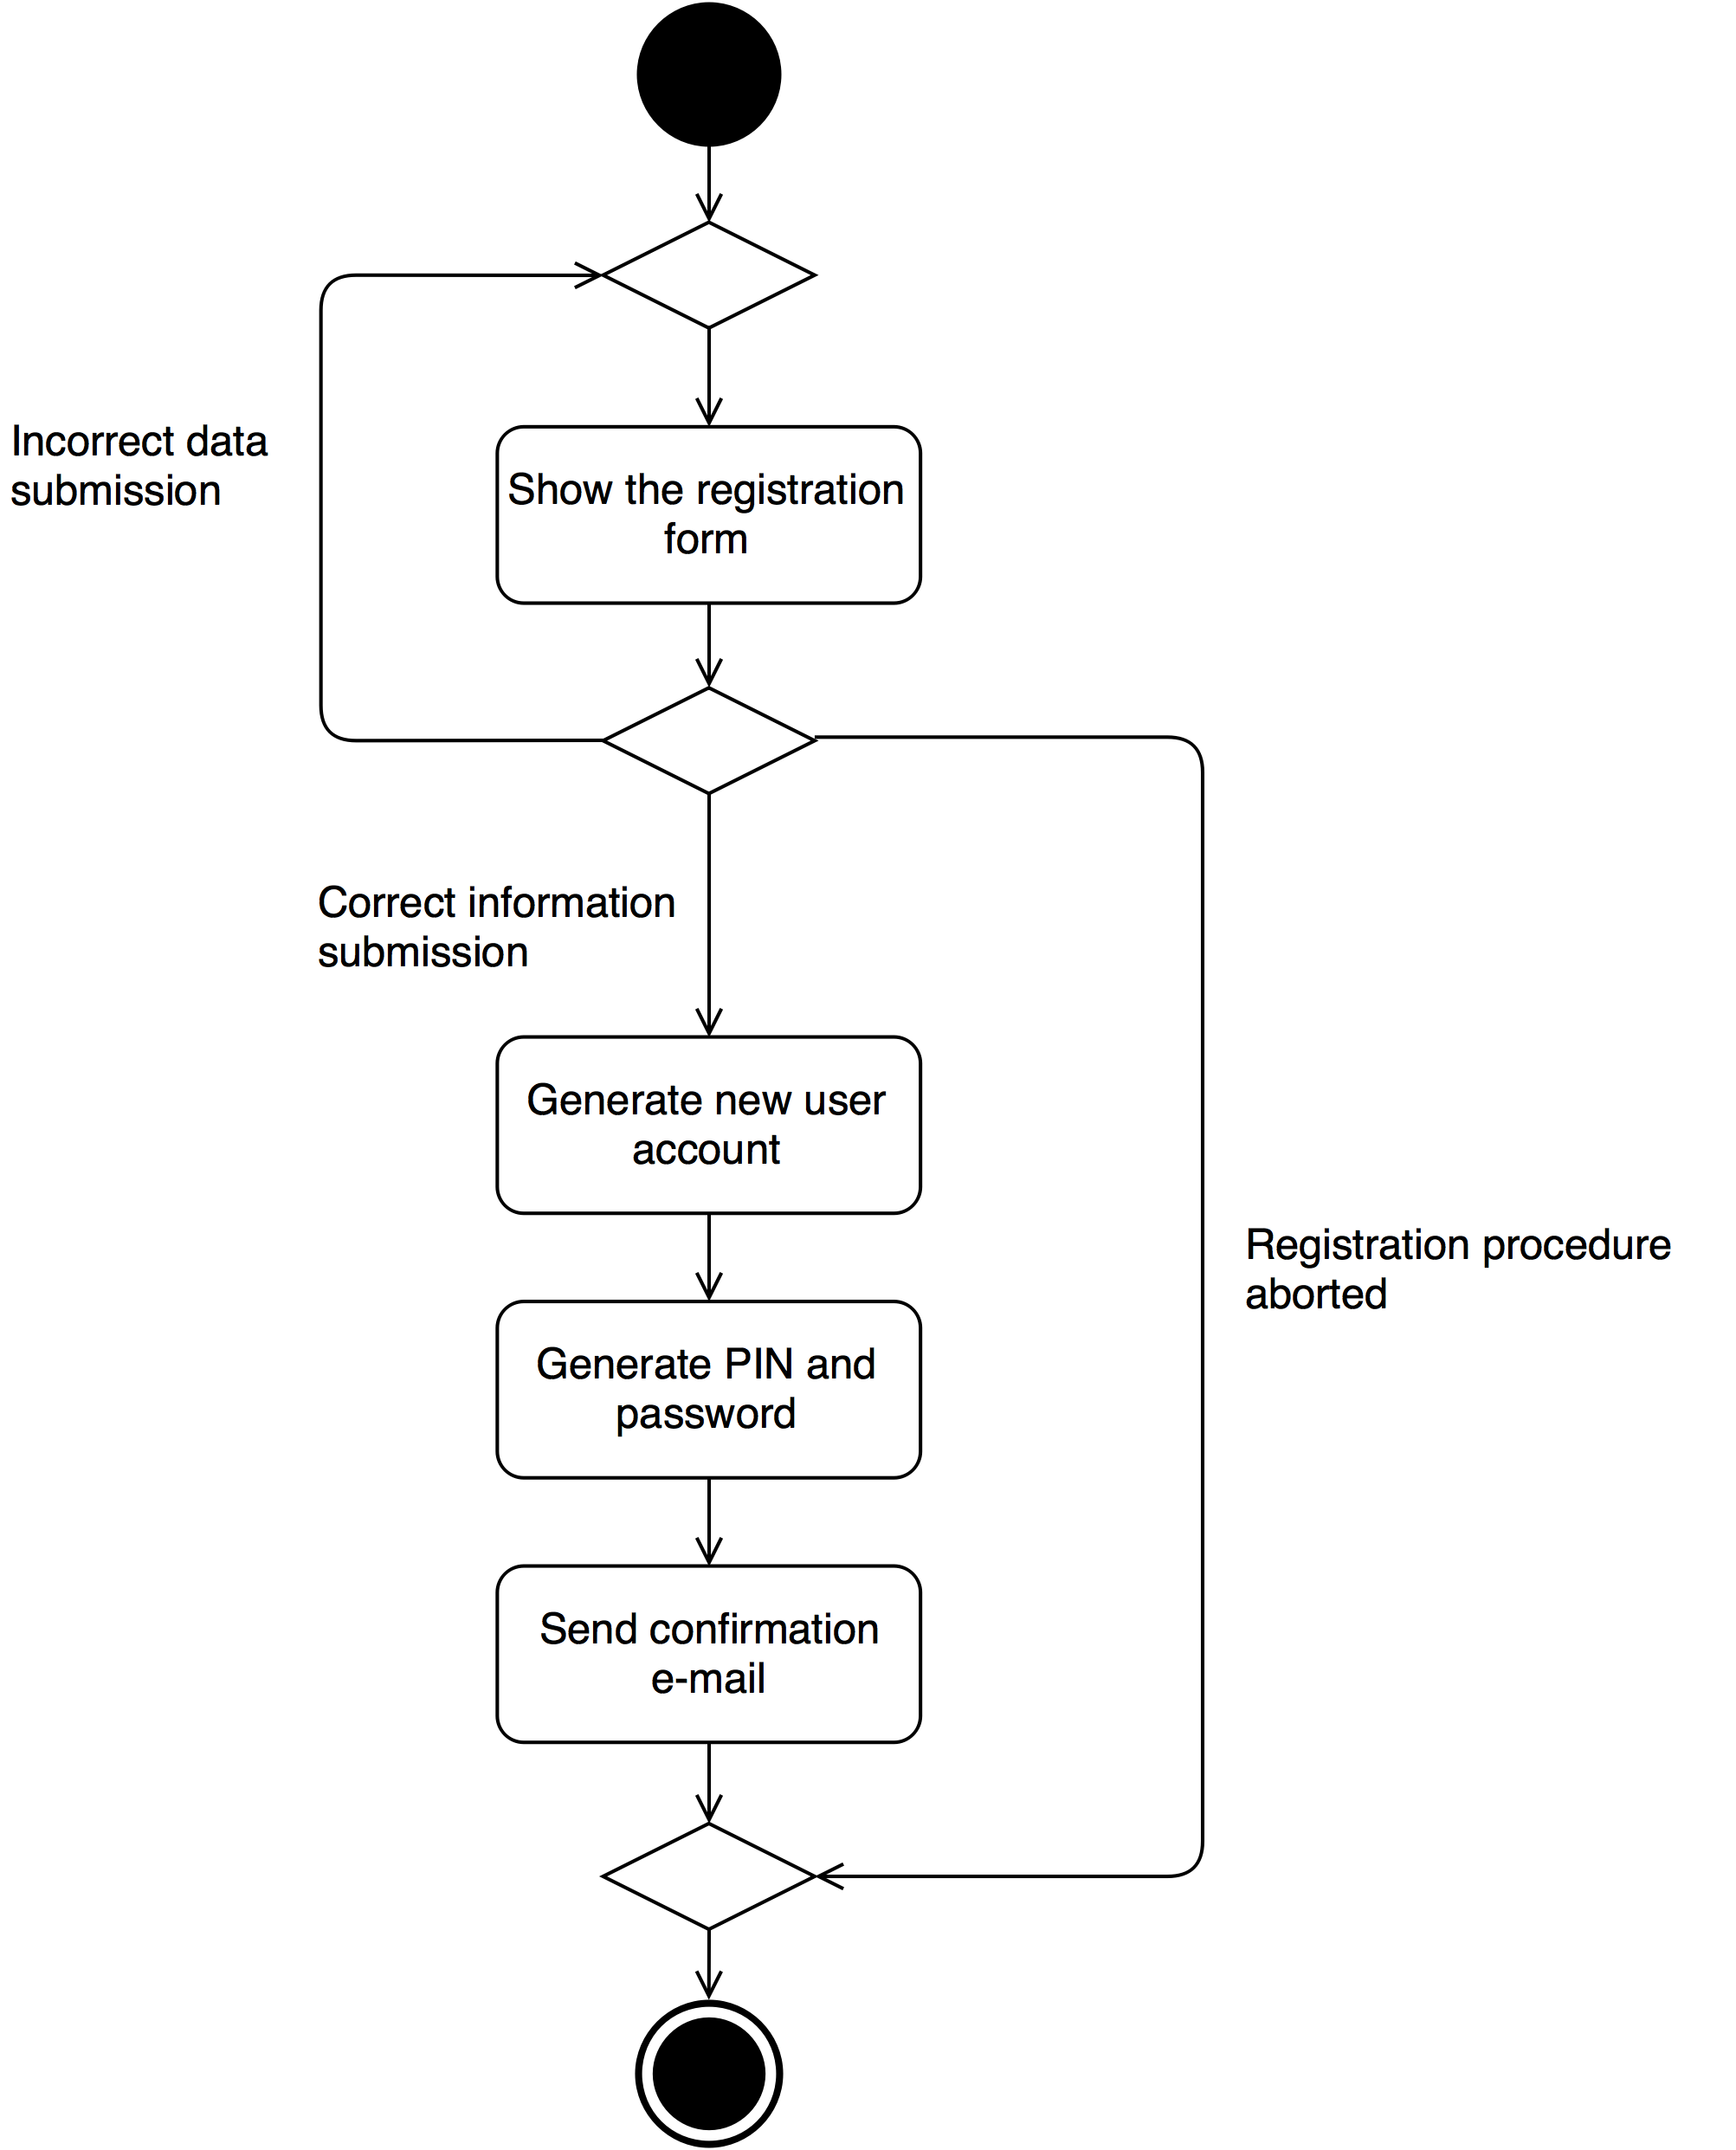 Incorrect data
submission
Show the registration
form
Correct information
submission
Generate new user
account
Registration procedure
aborted
Generate PIN and
password
Send confirmation
e-mail